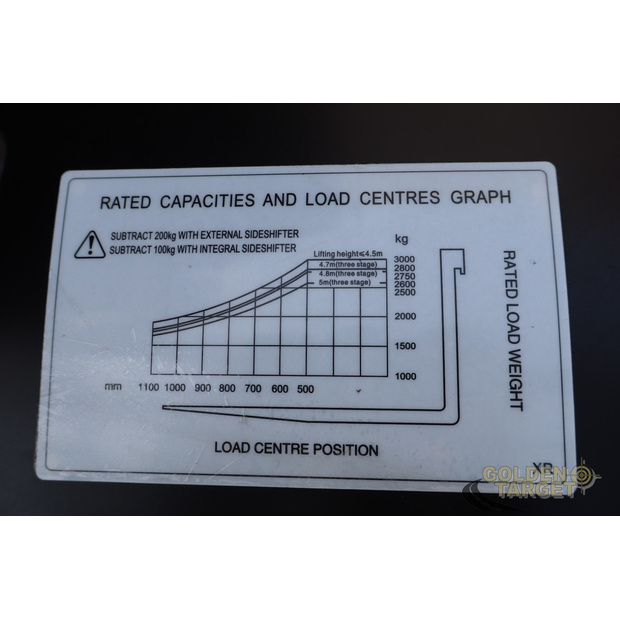 RATED CAPACITIES AND LOAD CENTRES GRAPH
SUBTRACT 200kg WITH EXTERNAL SIDESHIFTER
SUBTRACT 100kg WITH INTEGRAL SIDESHIFTER
kg
Lifting height≤4.5m
4.7m(three stage)
4.8m(three stage)
5m(three stage)
3000
2800
2750
2600
2500
2000
1500
1000
mm 1100 1000 900 800 700 600 500
RATED LOAD WEIGHT
LOAD CENTRE POSITION
XB
GOLDEN
TARGET